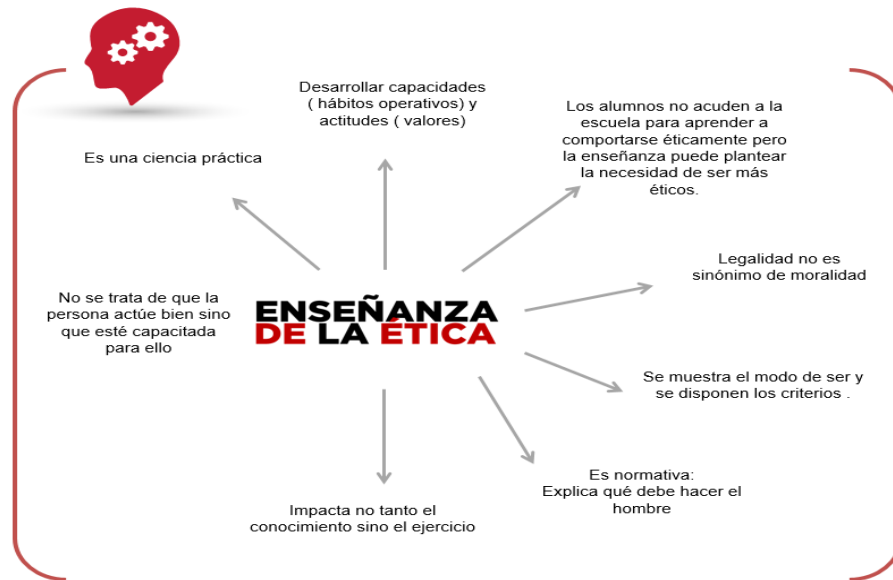 Desarrollar capacidades
( hábitos operativos) y
actitudes ( valores)
Los alumnos no acuden a la
escuela para aprender a
comportarse éticamente pero
la enseñanza puede plantear
la necesidad de ser más
éticos.
Es una ciencia práctica
Legalidad no es
sinónimo de moralidad
No se trata de que la
persona actúe bien sino
que esté capacitada
para ello
ENSEÑANZA
DE LA ÉTICA
Se muestra el modo de ser y
se disponen los criterios .
Es normativa:
Explica qué debe hacer el
hombre
Impacta no tanto el
conocimiento sino el ejercicio